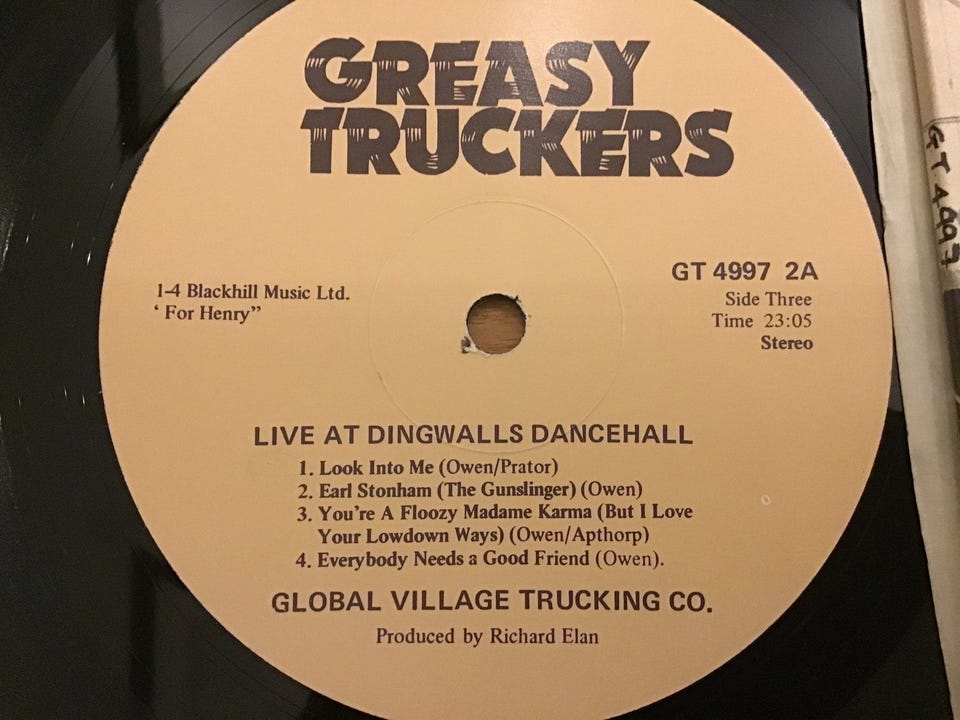 GREASY
TRUCKERS
1-4 Blackhill Music Ltd.
‘ For Henry”
GT 4997 2A
Side Three
Time 23:05
Stereo
LIVE AT DINGWALLS DANCEHALL
1. Look Into Me (Owen/Prator)
2. Earl Stonham (The Gunslinger) (Owen)
3. You're A Floozy Madame Karma (But I Love
Your Lowdown Ways) (Owen/Apthorp)
4. Everybody Needs a Good Friend (Owen).
GLOBAL VILLAGE TRUCKING CO.
Produced by Richard Elan
GT 4997